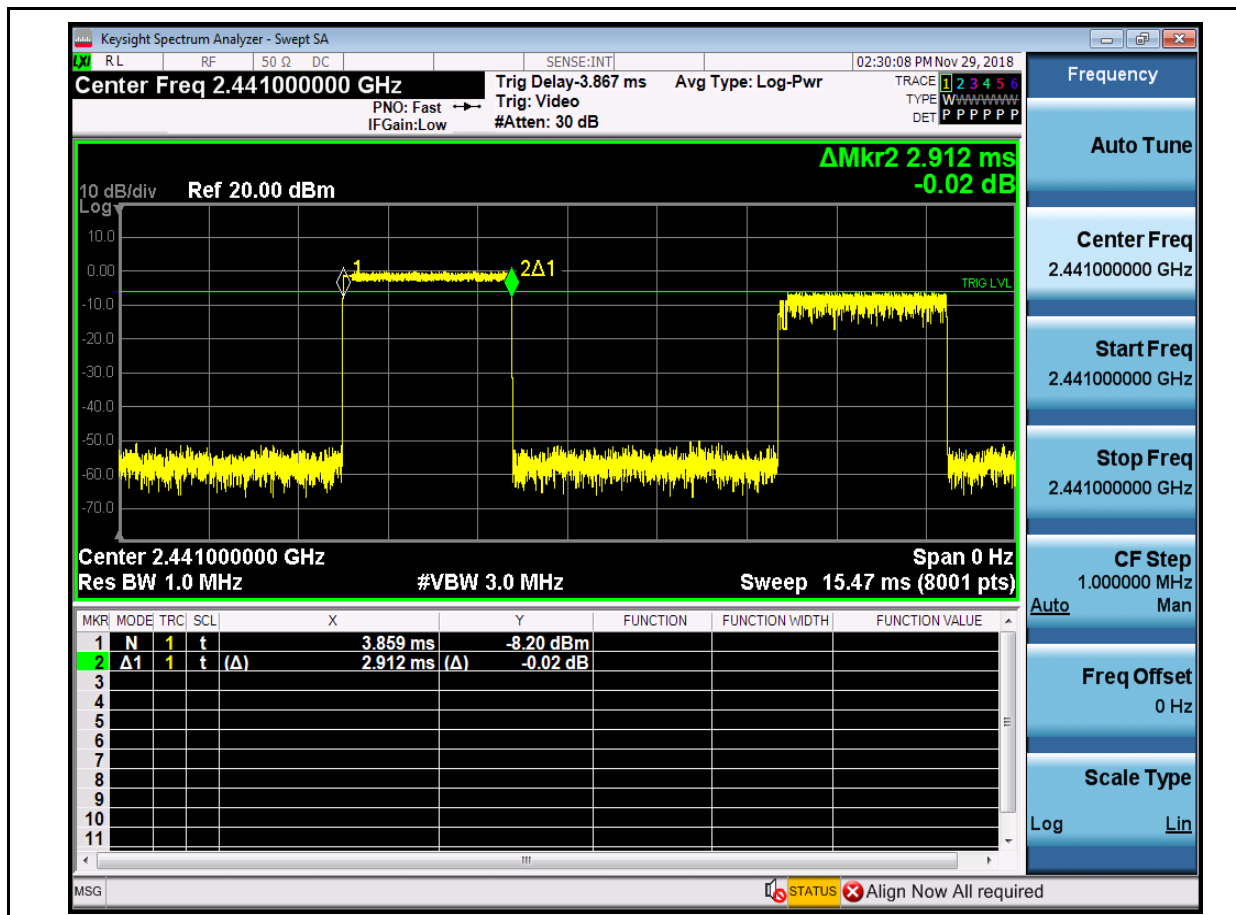 Keysight Spectrum Analyzer - Swept SA
LXI RL RF 50 Ω DC SENSE:INT 02:30:08 PM Nov 29, 2018
Center Freq 2.441000000 GHz Trig Delay-3.867 ms Avg Type: Log-Pwr TRACE 1 2 3 4 5 6
PNO: Fast Trig: Video TYPE WWWWWWW
IFGain:Low #Atten: 30 dB DET P P P P P P
ΔMkr2 2.912 ms
-0.02 dB
10 dB/div Ref 20.00 dBm
Log
10.0
0.00
-10.0
-20.0
-30.0
-40.0
-50.0
-60.0
-70.0
1
2Δ1
TRIG LVL
Center 2.441000000 GHz Span 0 Hz
Res BW 1.0 MHz #VBW 3.0 MHz Sweep 15.47 ms (8001 pts)
MKR MODE TRC SCL X Y FUNCTION FUNCTION WIDTH FUNCTION VALUE
1 N 1 t 3.859 ms -8.20 dBm
2 Δ1 1 t (Δ) 2.912 ms (Δ) -0.02 dB
3
4
5
6
7
8
9
10
11
MSG STATUS Align Now All required
Frequency
Auto Tune
Center Freq
2.441000000 GHz
Start Freq
2.441000000 GHz
Stop Freq
2.441000000 GHz
CF Step
1.000000 MHz
Auto Man
Freq Offset
0 Hz
Scale Type
Log Lin